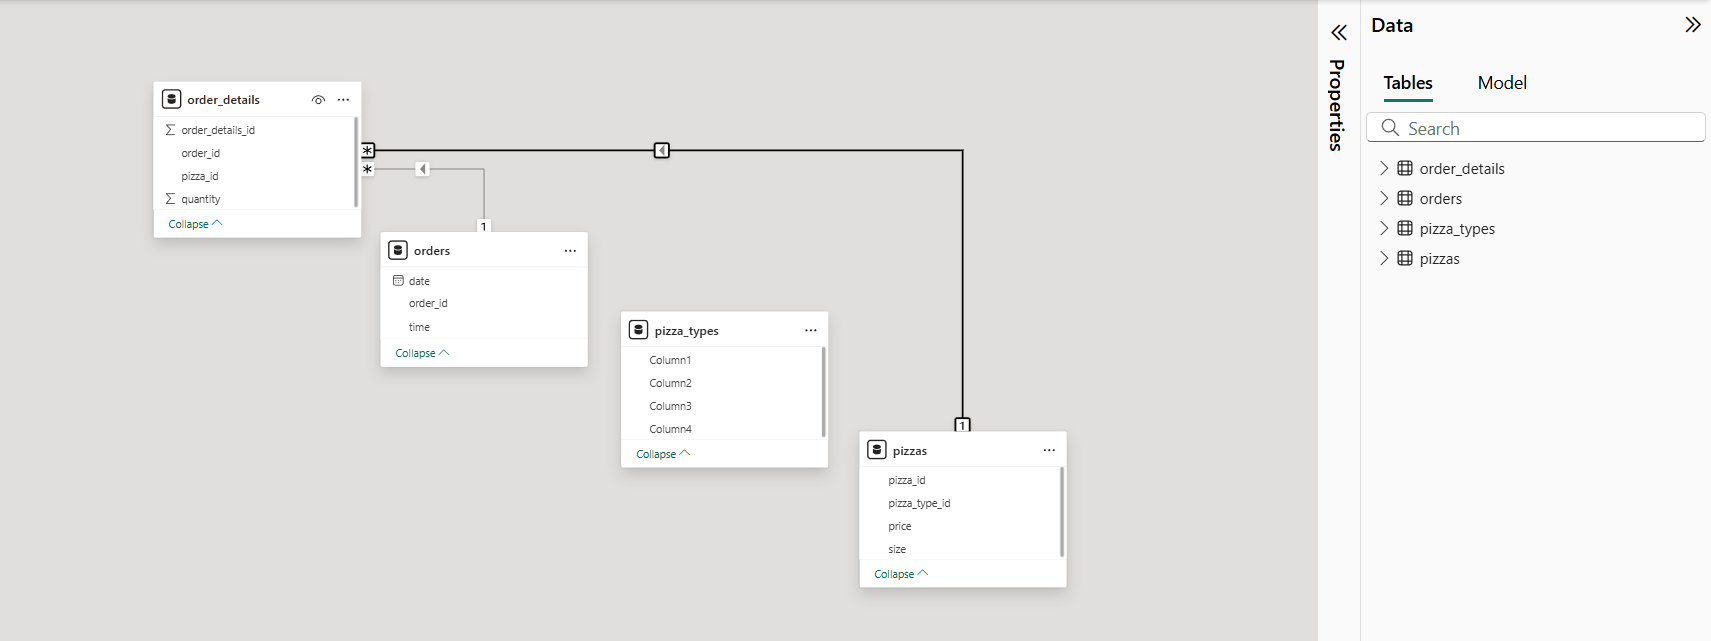 order_details
order_details_id
order_id
pizza_id
quantity
Collapse
*
*
1
orders
date
order_id
time
Collapse
pizza_types
Column1
Column2
Column3
Column4
Collapse
1
pizzas
pizza_id
pizza_type_id
price
size
Collapse
Properties
Data
Tables Model
Search
order_details
orders
pizza_types
pizzas